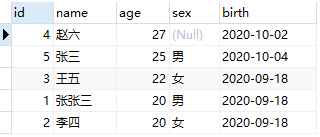 id name age sex birth
4 赵六 27 (Null) 2020-10-02
5 张三 25 男 2020-10-04
3 王五 22 女 2020-09-18
1 张张三 20 男 2020-09-18
2 李四 20 女 2020-09-18